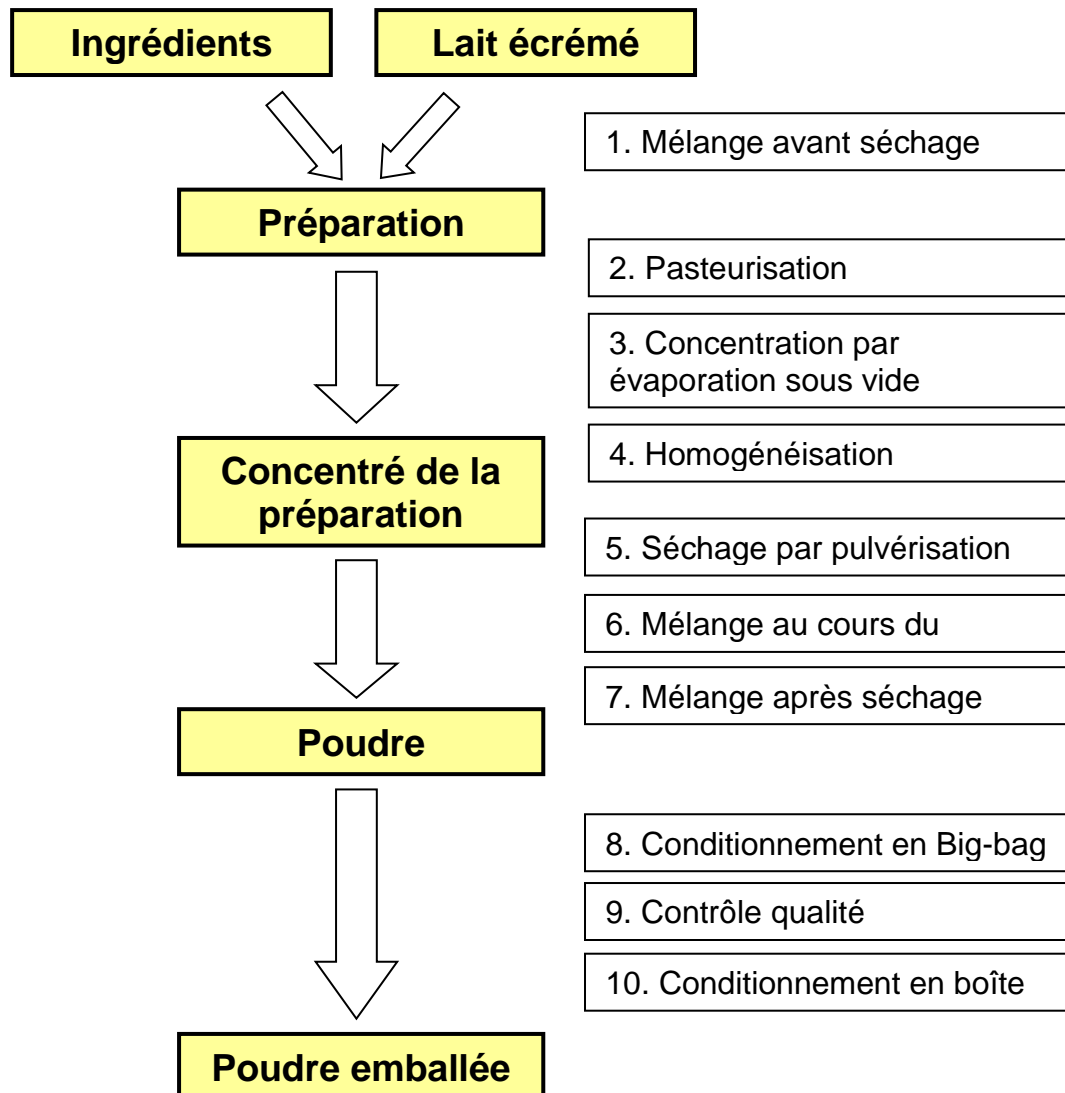 Ingrédients
Lait écrémé
1. Mélange avant séchage
Préparation
2. Pasteurisation
3. Concentration par
évaporation sous vide
4. Homogénéisation
Concentré de la
préparation
5. Séchage par pulvérisation
6. Mélange au cours du
7. Mélange après séchage
Poudre
8. Conditionnement en Big-bag
9. Contrôle qualité
10. Conditionnement en boîte
Poudre emballée